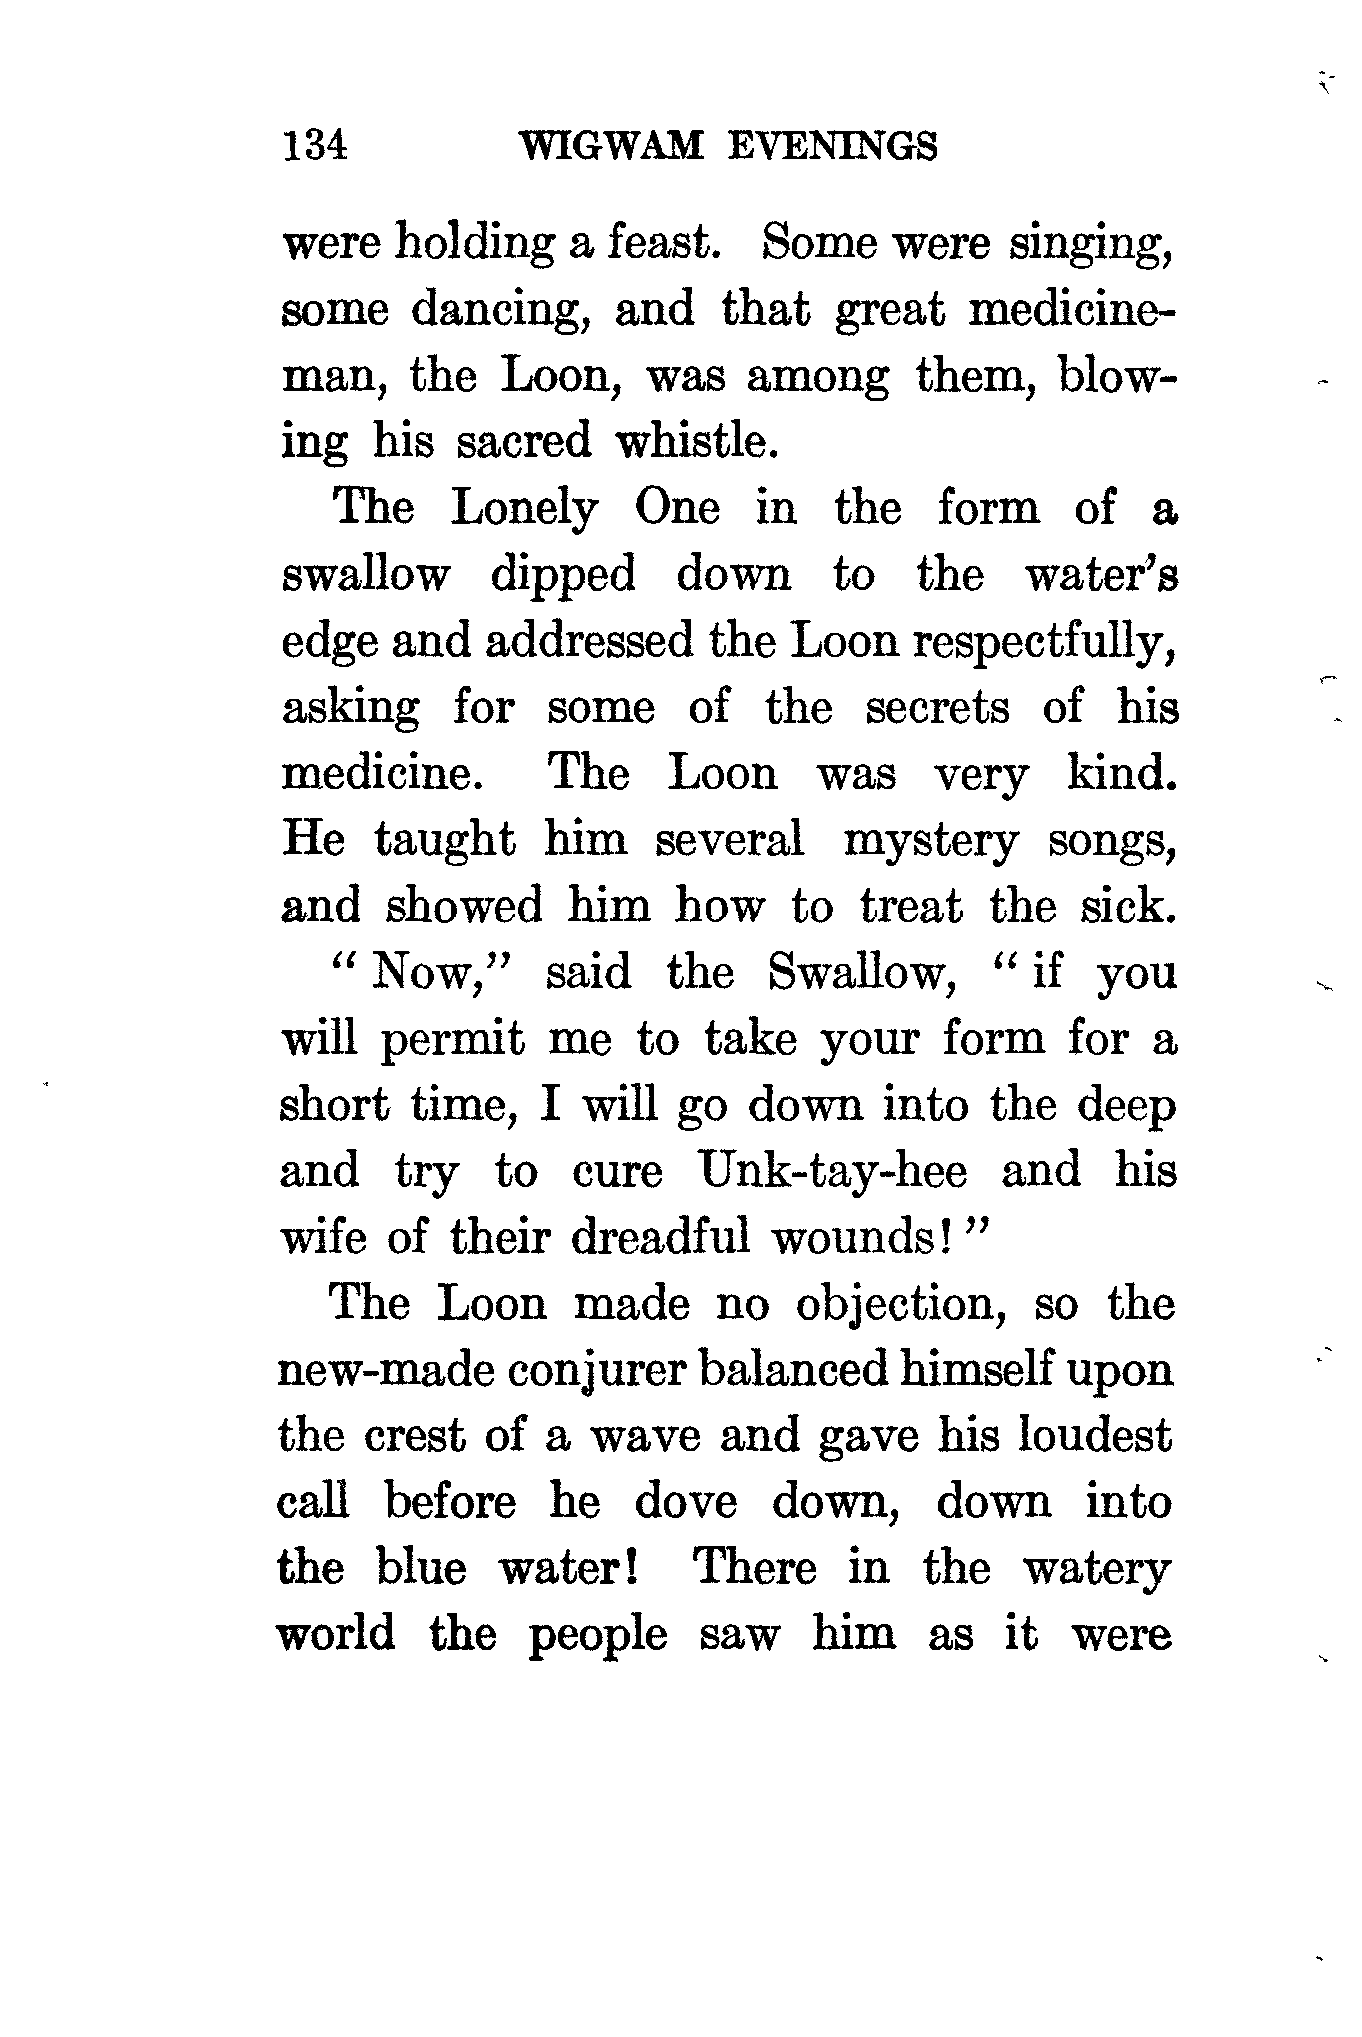 134 WIGWAM EVENINGS
were holding a feast. Some were singing,
some dancing, and that great medicine-
man, the Loon, was among them, blow-
ing his sacred whistle.
The Lonely One in the form of a
swallow dipped down to the water's
edge and addressed the Loon respectfully,
asking for some of the secrets of his
medicine. The Loon was very kind.
He taught him several mystery songs,
and showed him how to treat the sick.
" Now," said the Swallow, " if you
will permit me to take your form for a
short time, I will go down into the deep
and try to cure Unk-tay-hee and his
wife of their dreadful wounds! "
The Loon made no objection, so the
new-made conjurer balanced himself upon
the crest of a wave and gave his loudest
call before he dove down, down into
the blue water! There in the watery
world the people saw him as it were